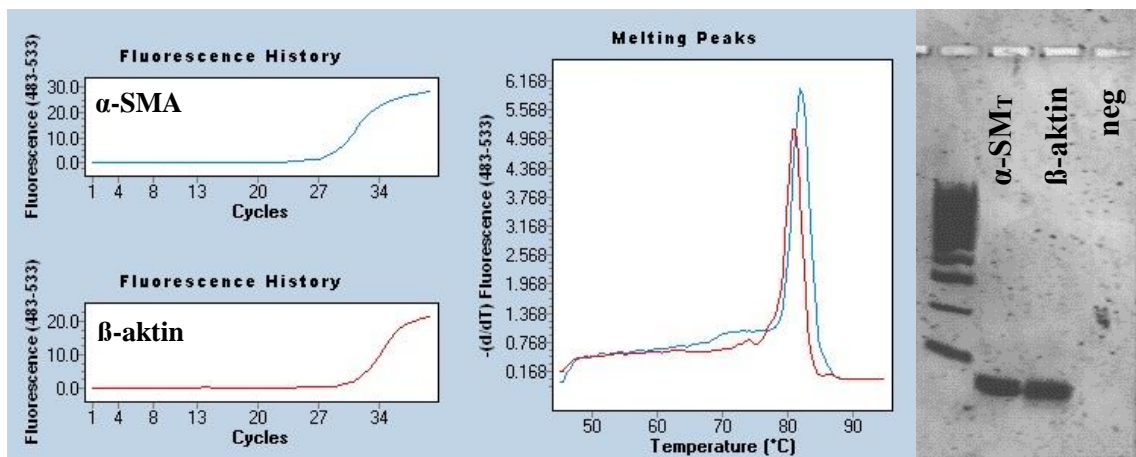 Fluorescence History
Fluorescence (483-533)
30.0
20.0
10.0
0.0
α-SMA
1 4 8 13 20 27 34
Cycles
Fluorescence History
Fluorescence (483-533)
20.0
10.0
0.0
ß-aktin
1 4 8 13 20 27 34
Cycles
Melting Peaks
-(d/dT) Fluorescence (483-533)
6.168
5.568
4.968
4.368
3.768
3.168
2.568
1.968
1.368
0.768
0.168
50 60 70 80 90
Temperature (°C)
α-SMT
ß-aktin
neg